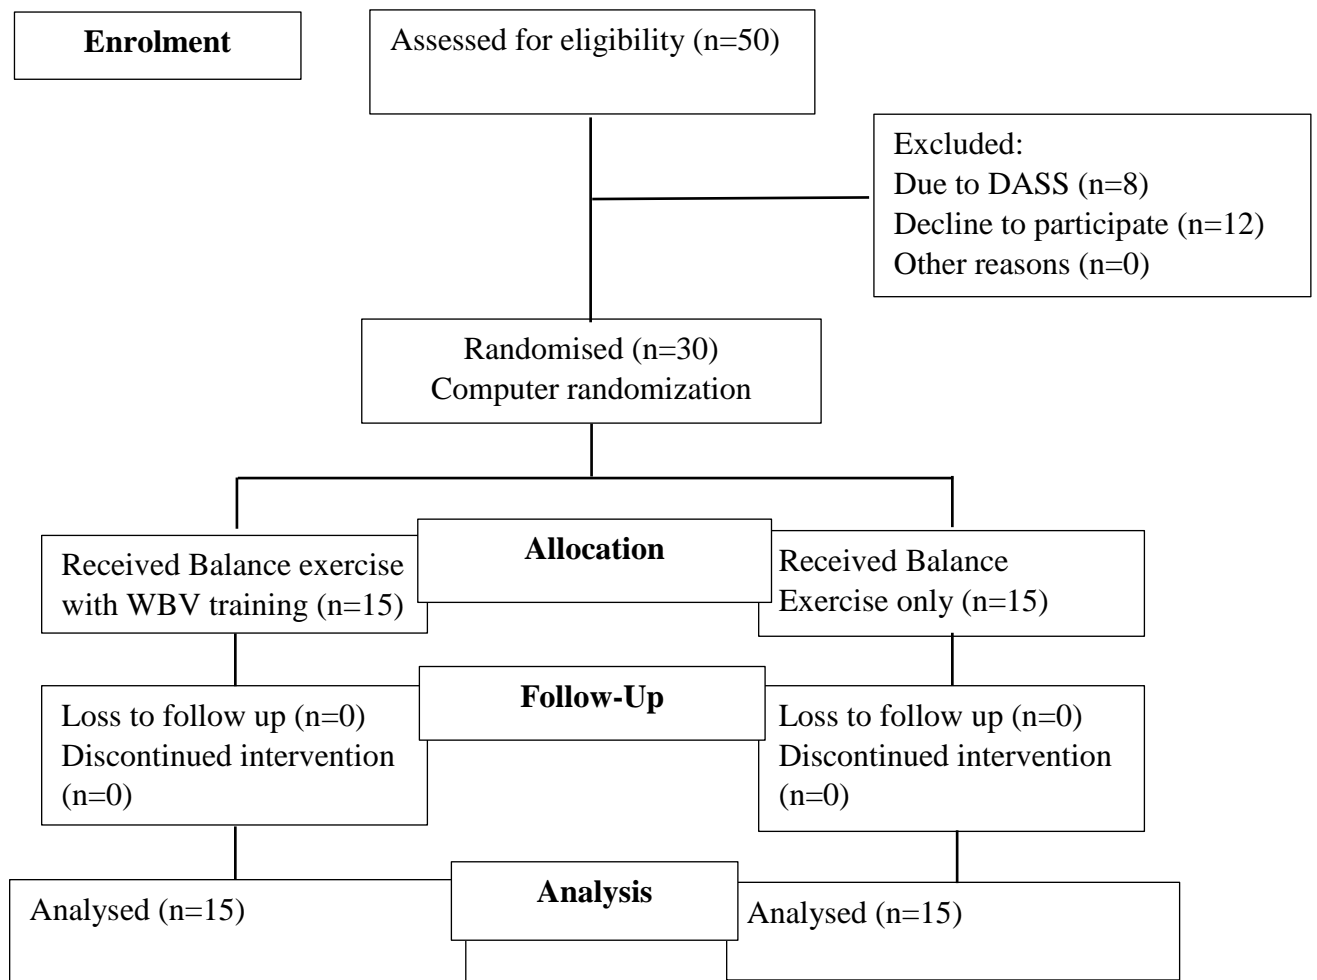 Enrolment
Assessed for eligibility (n=50)
Excluded:
Due to DASS (n=8)
Decline to participate (n=12)
Other reasons (n=0)
Randomised (n=30)
Computer randomization
Allocation
Received Balance exercise
with WBV training (n=15)
Received Balance
Exercise only (n=15)
Follow-Up
Loss to follow up (n=0)
Discontinued intervention
(n=0)
Loss to follow up (n=0)
Discontinued intervention
(n=0)
Analysis
Analysed (n=15)
Analysed (n=15)